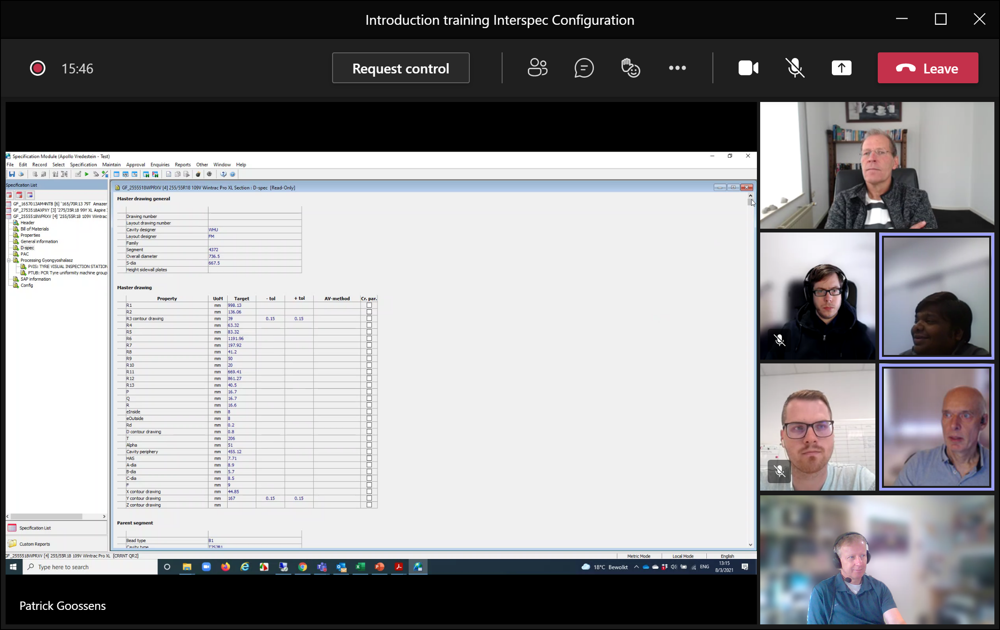 Introduction training Interspec Configuration
15:46
Request control
Leave
Specification Module (Apollo Vredestein - Test)
File Edit Record Select Specification Maintain Approval Enquiries Reports Other Window Help
Specification List
GF_1657013AM4NTB [6] '165/70R13 79T Amazer
GF_2753518AXPXY [3] '275/35R18 99Y XL Aspire
GF_2555518WPRXV [4] '255/55R18 109V Wintrac
Header
Bill of Materials
Properties
General information
D-spec
PAC
Processing Gyongyoshalasz
PVIS: TYRE VISUAL INSPECTION STATION
PTUB: PCR Tyre uniformity machine group
SAP information
Config
Specification List
Custom Reports
GF_2555518WPRXV [4] 255/55R18 109V Wintrac Pro XL Section : D-spec [Read-Only]
Master drawing general
Drawing number
Layout drawing number
Cavity designer WHU
Layout designer FM
Family
Segment 4372
Overall diameter 736.5
S-dia 667.5
Height sidewall plates
Master drawing
Property UoM Target - tol + tol AV-method Cr. par.
R1 mm 998.13
R2 mm 136.06
R3 contour drawing mm 39 0.15 0.15
R4 mm 63.32
R5 mm 83.32
R6 mm 1191.96
R7 mm 197.92
R8 mm 41.2
R9 mm 50
R10 mm 20
R11 mm 669.41
R12 mm 861.27
R13 mm 40.5
P mm 16.7
Q mm 16.7
R mm 16.6
eInside mm 8
eOutside mm 8
Rd mm 0.2
D contour drawing mm 0.8
T mm 206
Alpha mm 51
Cavity periphery mm 455.12
HAS mm 7.71
A-dia mm 8.9
B-dia mm 5.7
C-dia mm 8.5
F mm 9
X contour drawing mm 44.85
Y contour drawing mm 167 0.15 0.15
Z contour drawing mm
Parent segment
Bead type B1
Cavity type T2S2B1
GF_2555518WPRXV [4] 255/55R18 109V Wintrac Pro XL [CRRNT QR2]
Metric Mode Local Mode English
Type here to search
18°C Bewolkt
ENG
13:15
8/3/2021
Patrick Goossens